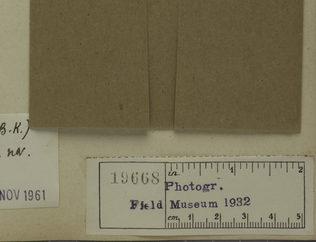 B.K.)
nov.
NOV 1961
19668
in. 1 2
Photogr.
Field Museum 1932
cm. 1 2 3 4 5